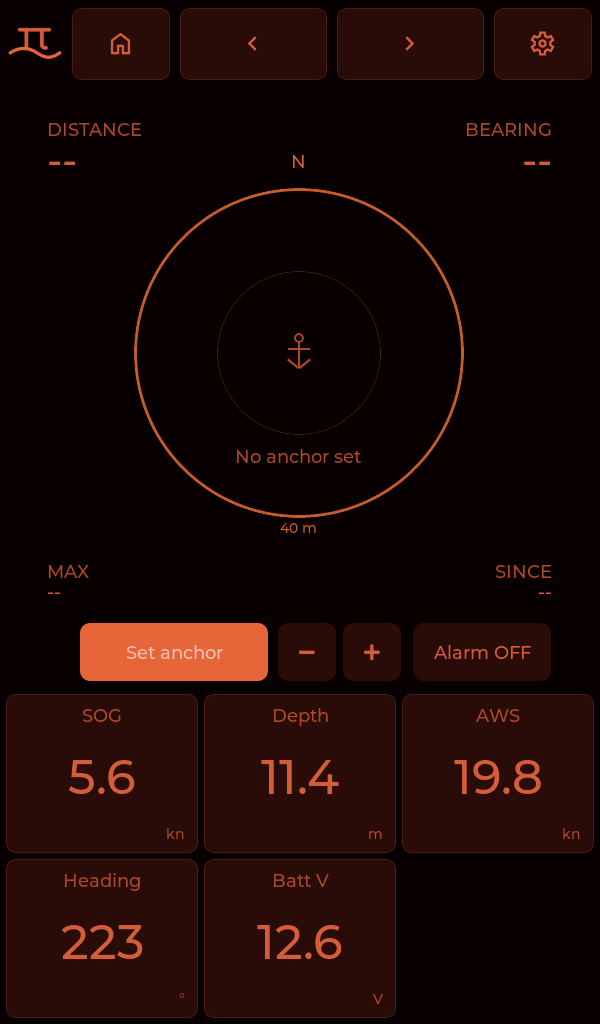 DISTANCE
BEARING
--
--
N
No anchor set
40 m
MAX
SINCE
--
--
Set anchor
−
+
Alarm OFF
SOG
Depth
AWS
5.6
11.4
19.8
kn
m
kn
Heading
Batt V
223
12.6
°
V